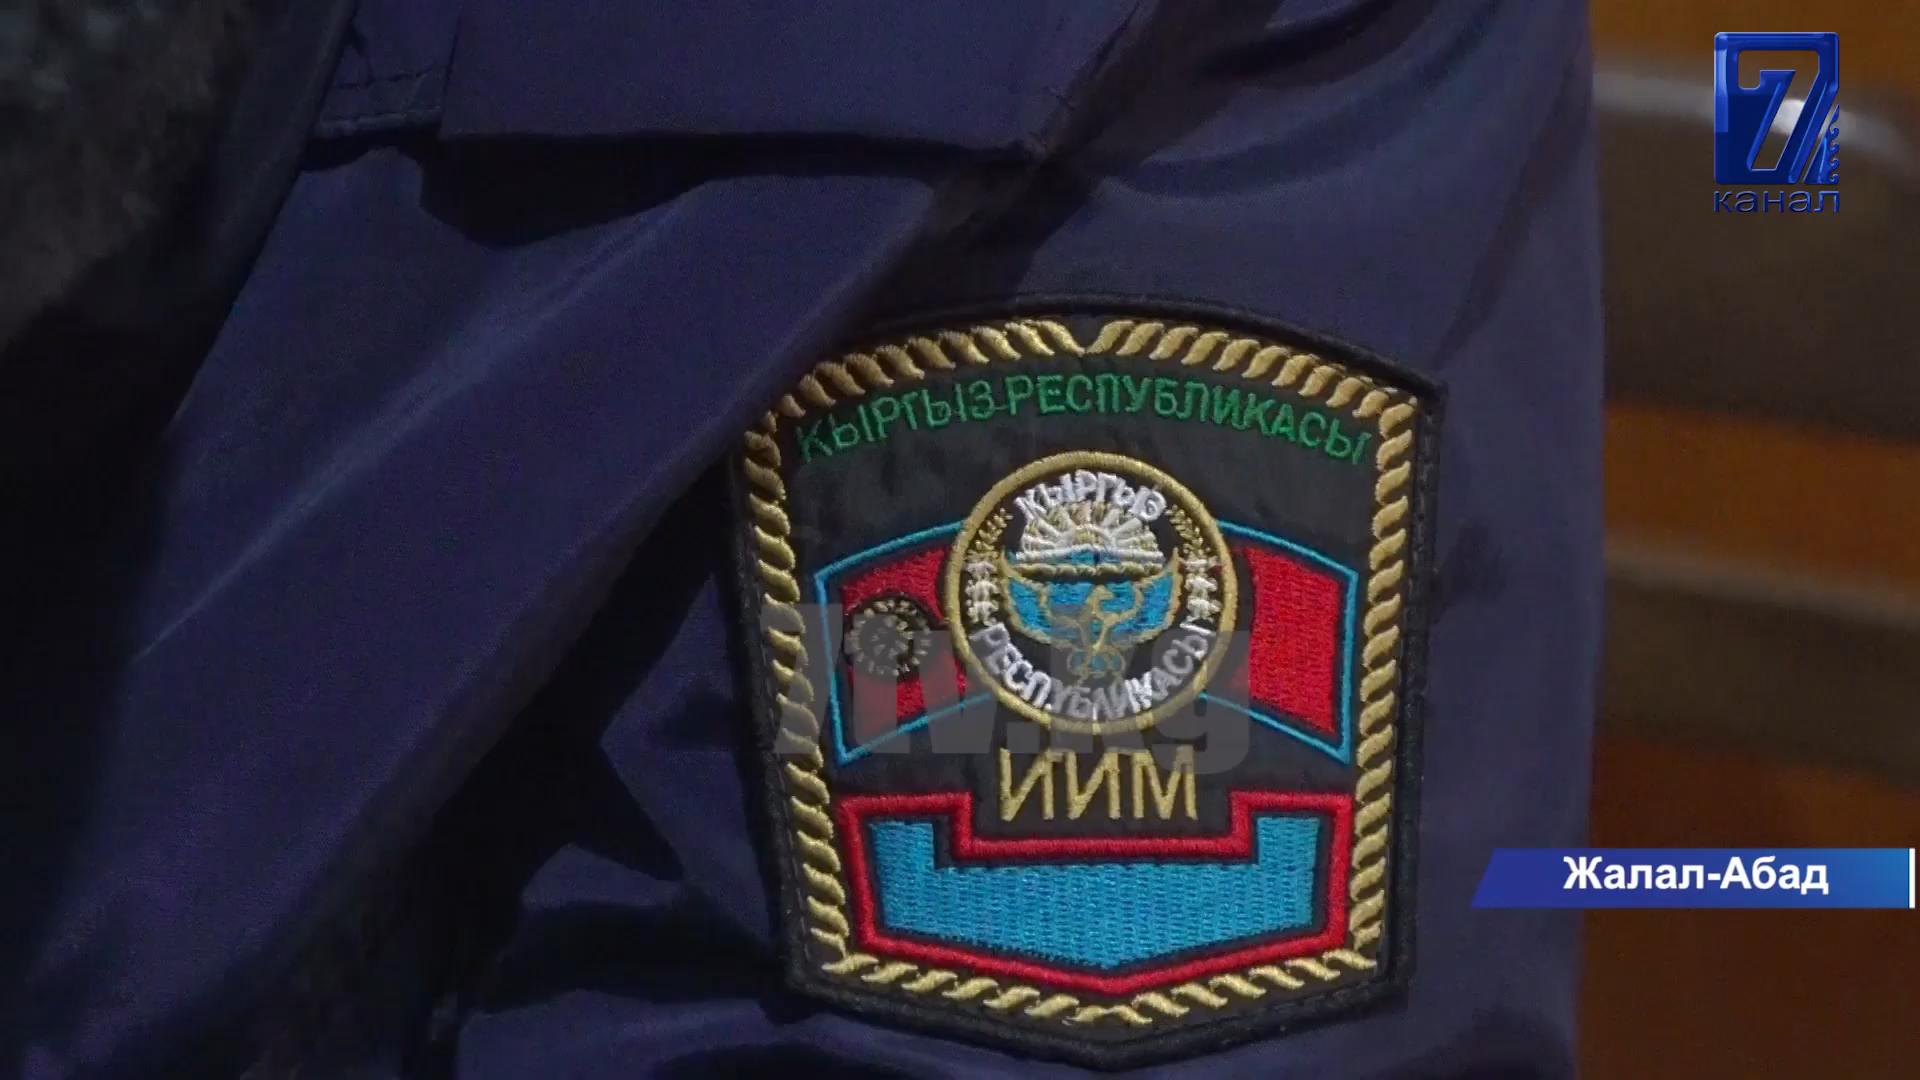 7
канал
КЫРГЫЗ РЕСПУБЛИКАСЫ
КЫРГЫЗ
РЕСПУБЛИКАСЫ
ИИМ
Жалал-Абад